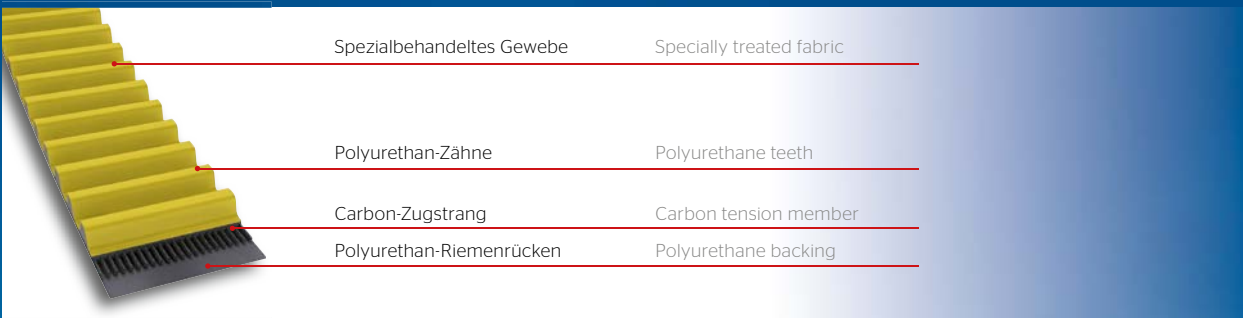 Spezialbehandeltes Gewebe Specially treated fabric
Polyurethan-Zähne Polyurethane teeth
Carbon-Zugstrang Carbon tension member
Polyurethan-Riemenrücken Polyurethane backing